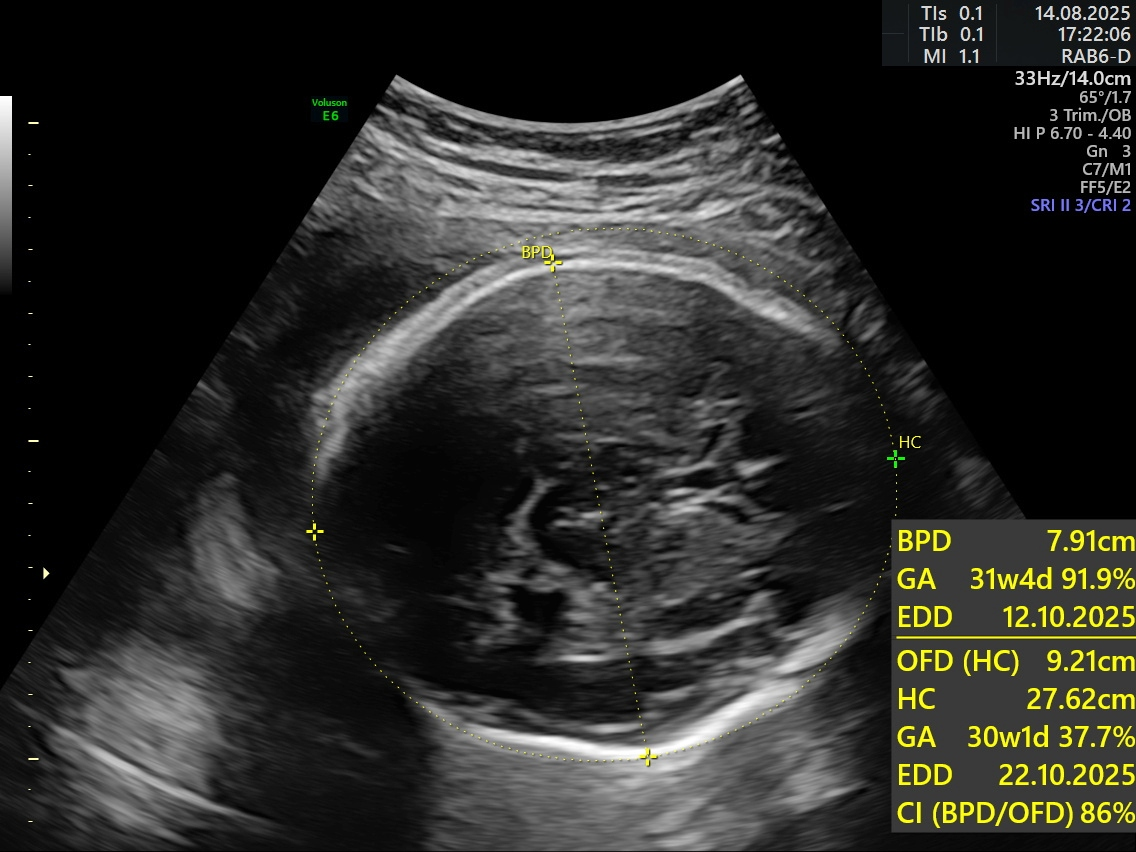 TIs 0.1 14.08.2025
TIb 0.1 17:22:06
MI 1.1 RAB6-D
33Hz/14.0cm
65°/1.7
3 Trim./OB
HI P 6.70 - 4.40
Gn 3
C7/M1
FF5/E2
SRI II 3/CRI 2
Voluson
E6
BPD
HC
BPD 7.91cm
GA 31w4d 91.9%
EDD 12.10.2025
OFD (HC) 9.21cm
HC 27.62cm
GA 30w1d 37.7%
EDD 22.10.2025
CI (BPD/OFD) 86%